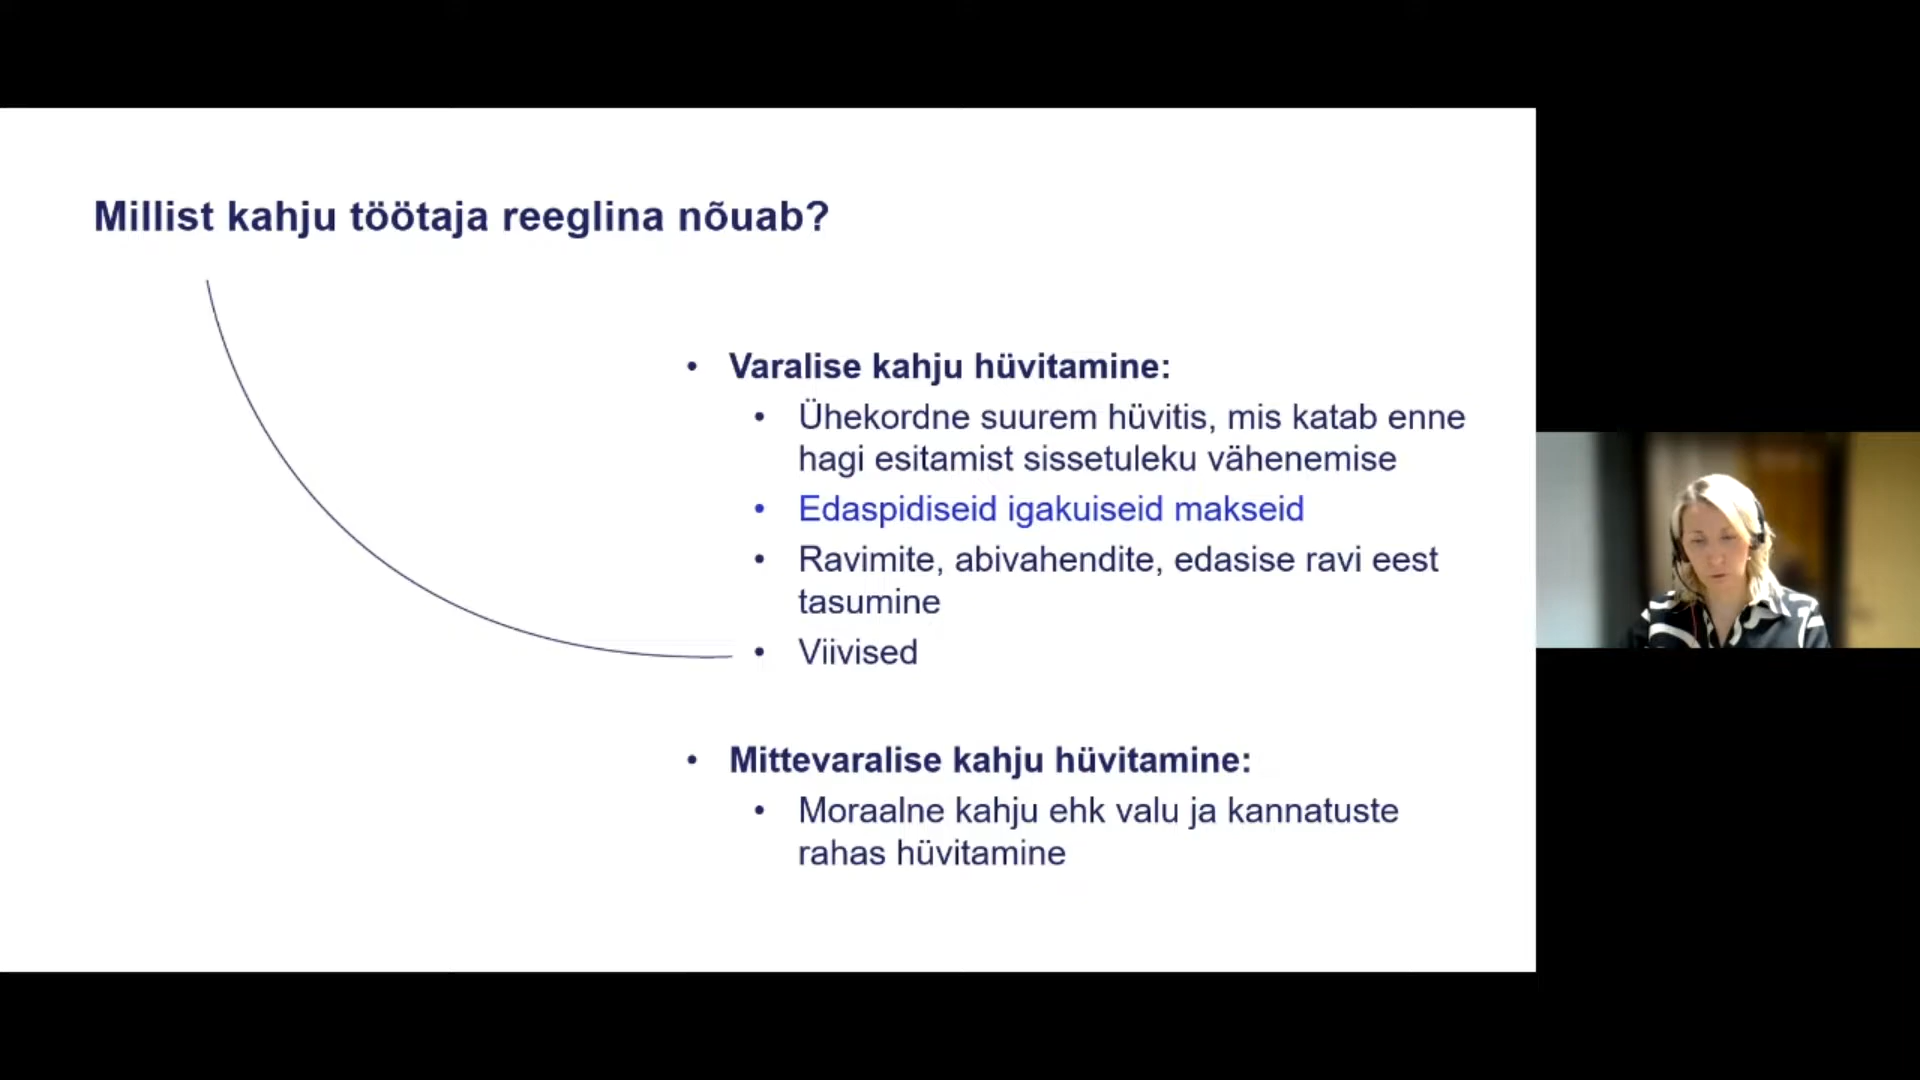 Millist kahju töötaja reeglina nõuab?
• Varalise kahju hüvitamine:
• Ühekordne suurem hüvitis, mis katab enne
hagi esitamist sissetuleku vähenemise
• Edaspidiseid igakuiseid makseid
• Ravimite, abivahendite, edasise ravi eest
tasumine
• Viivised
• Mittevaralise kahju hüvitamine:
• Moraalne kahju ehk valu ja kannatuste
rahas hüvitamine